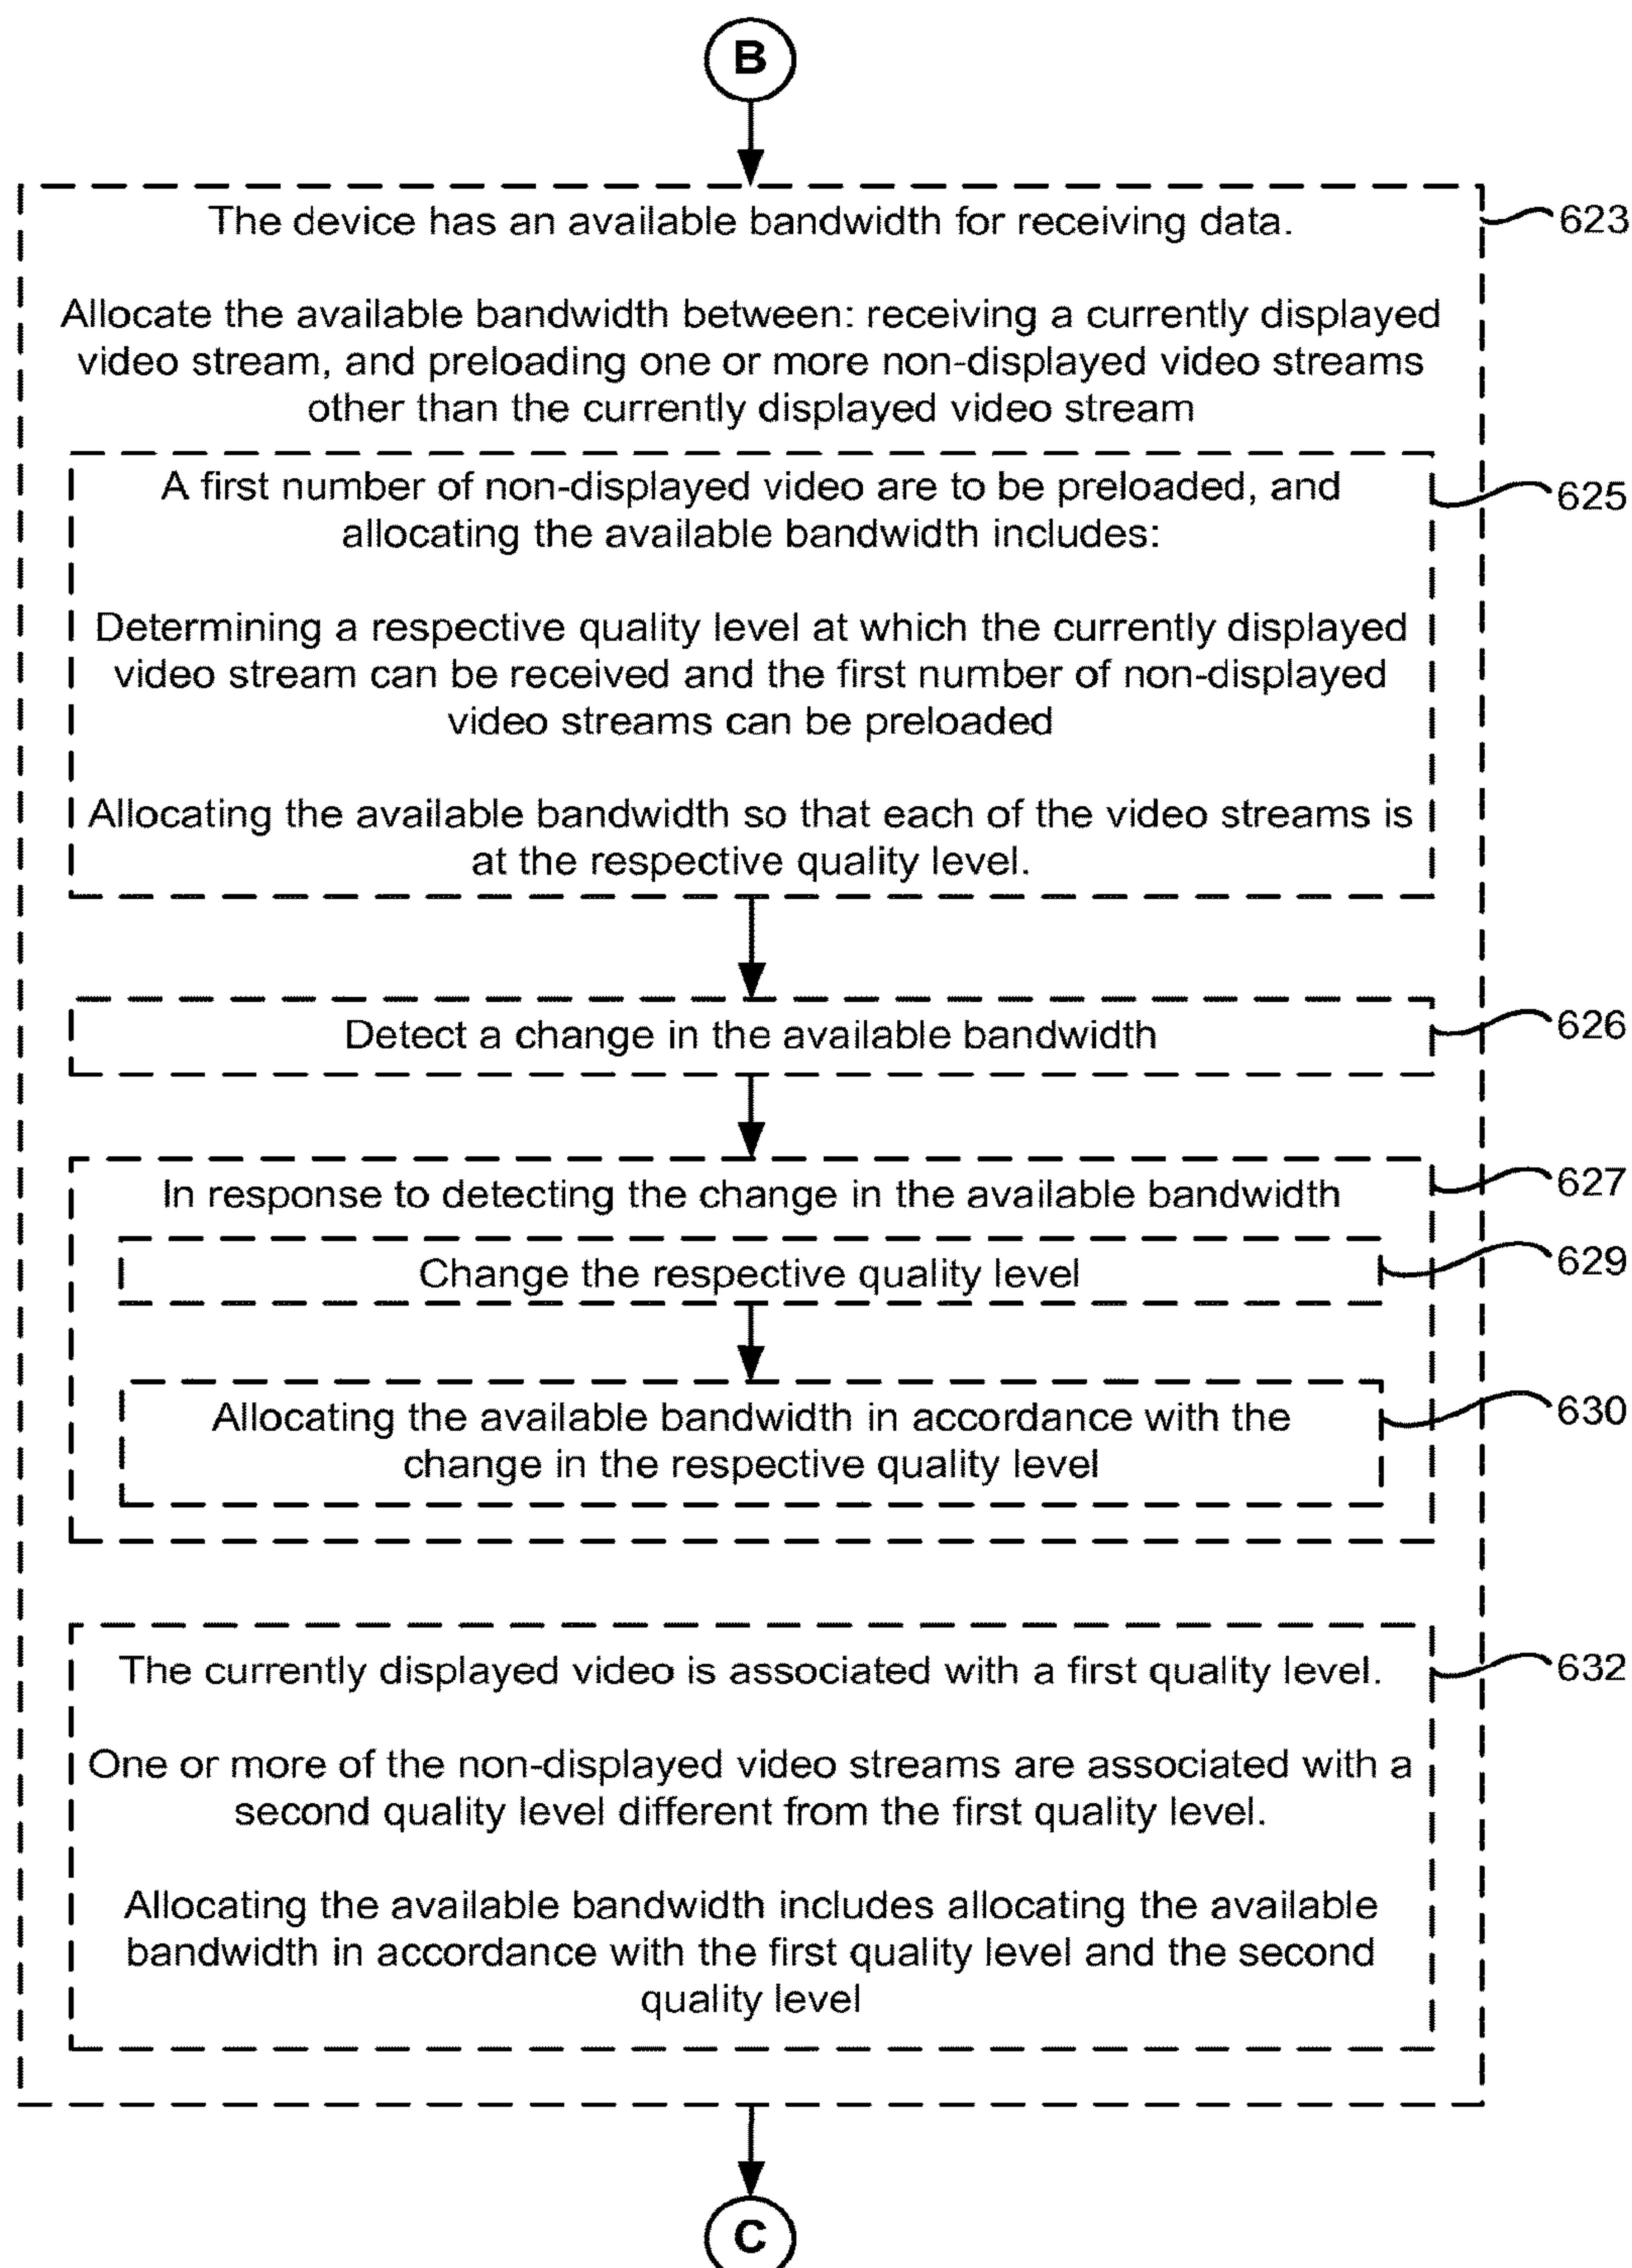 B
The device has an available bandwidth for receiving data.
623
Allocate the available bandwidth between: receiving a currently displayed
video stream, and preloading one or more non-displayed video streams
other than the currently displayed video stream
A first number of non-displayed video are to be preloaded, and
allocating the available bandwidth includes:
625
Determining a respective quality level at which the currently displayed
video stream can be received and the first number of non-displayed
video streams can be preloaded
Allocating the available bandwidth so that each of the video streams is
at the respective quality level.
Detect a change in the available bandwidth
626
In response to detecting the change in the available bandwidth
627
Change the respective quality level
629
Allocating the available bandwidth in accordance with the
change in the respective quality level
630
The currently displayed video is associated with a first quality level.
632
One or more of the non-displayed video streams are associated with a
second quality level different from the first quality level.
Allocating the available bandwidth includes allocating the available
bandwidth in accordance with the first quality level and the second
quality level
C